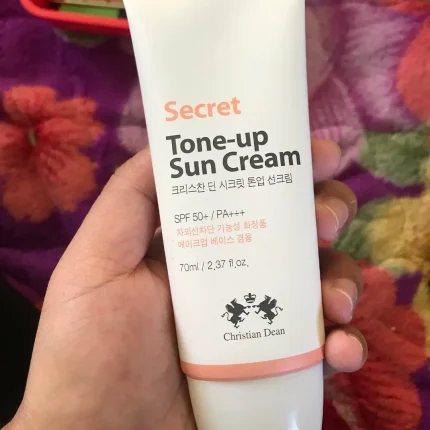 Secret
Tone-up
Sun Cream
크리스찬 딘 시크릿 톤업 선크림
SPF 50+ / PA+++
자외선차단 기능성 화장품
메이크업 베이스 겸용
70ml / 2.37 fl.oz.
Christian Dean